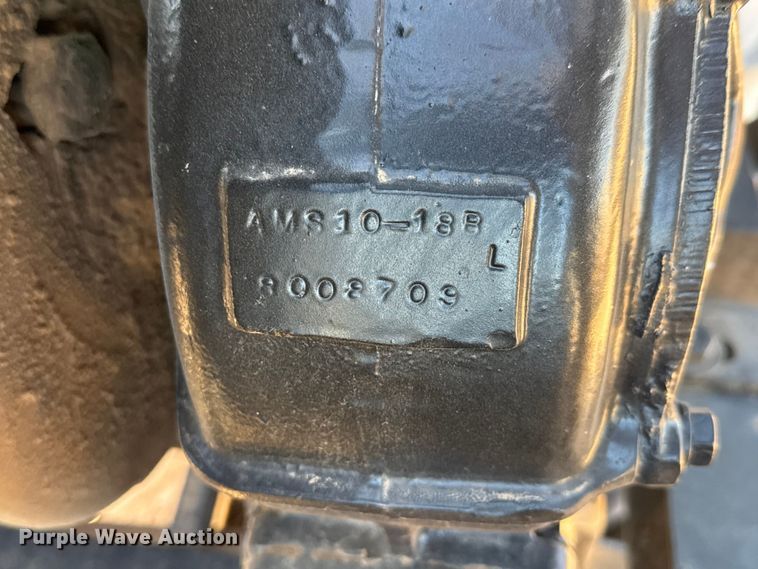 AMS10-18B
L
8008709
Purple Wave Auction